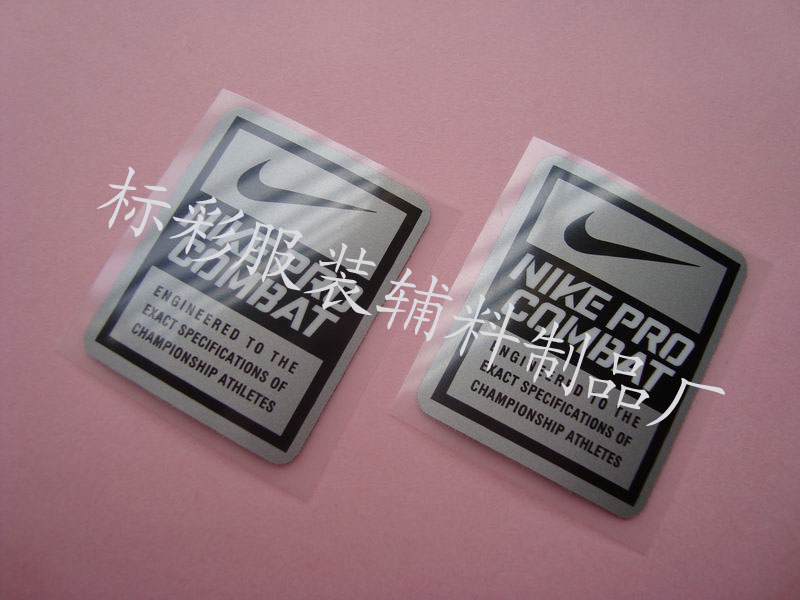 标彩服装辅料制品厂
NIKE PRO
COMBAT
ENGINEERED TO THE
EXACT SPECIFICATIONS OF
CHAMPIONSHIP ATHLETES
NIKE PRO
COMBAT
ENGINEERED TO THE
EXACT SPECIFICATIONS OF
CHAMPIONSHIP ATHLETES